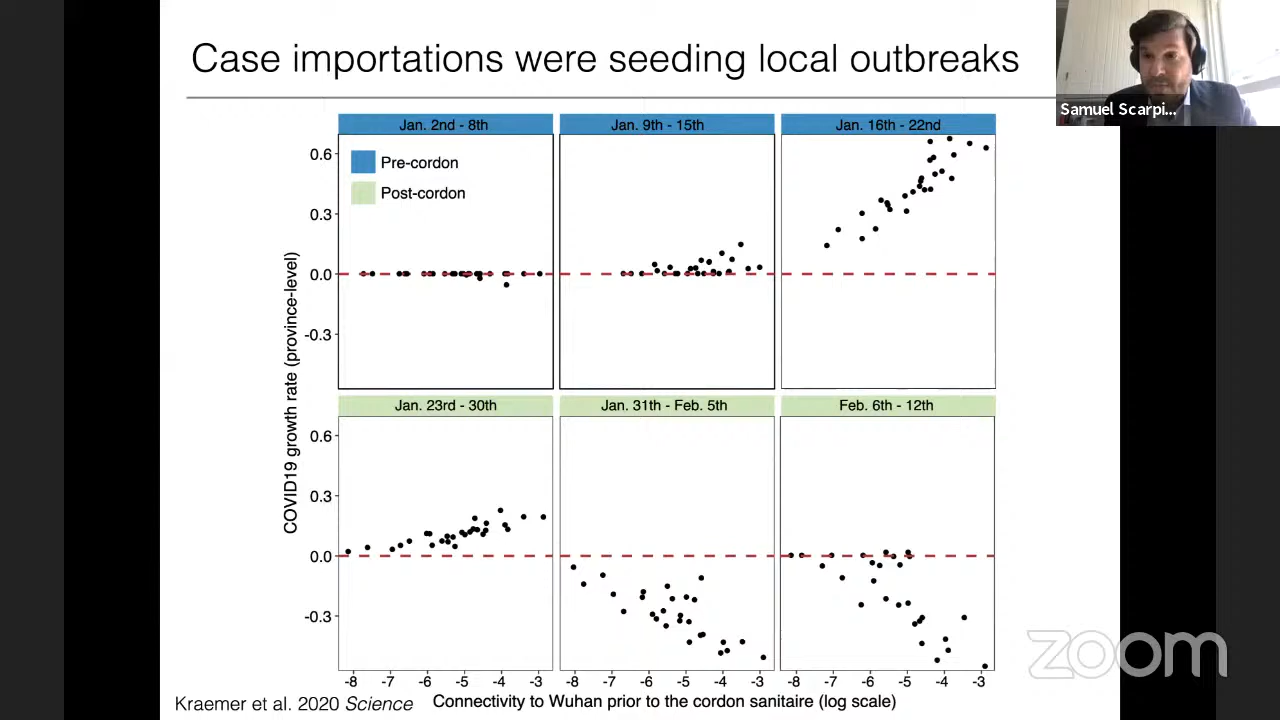 Case importations were seeding local outbreaks
Samuel Scarpi...
Jan. 2nd - 8th
Jan. 9th - 15th
Jan. 16th - 22nd
Pre-cordon
Post-cordon
0.6
0.3
0.0
-0.3
COVID19 growth rate (province-level)
Jan. 23rd - 30th
Jan. 31th - Feb. 5th
Feb. 6th - 12th
0.6
0.3
0.0
-0.3
-8 -7 -6 -5 -4 -3
-8 -7 -6 -5 -4 -3
-8 -7 -6 -5 -4 -3
Connectivity to Wuhan prior to the cordon sanitaire (log scale)
Kraemer et al. 2020 Science
zoom